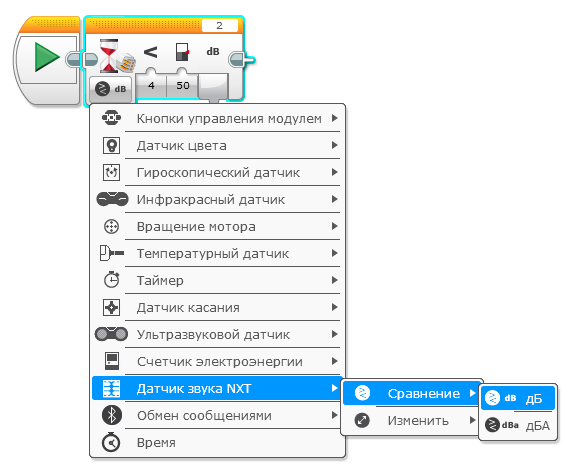 2
< dB
dB 4 50
Кнопки управления модулем
Датчик цвета
Гироскопический датчик
Инфракрасный датчик
Вращение мотора
Температурный датчик
Таймер
Датчик касания
Ультразвуковой датчик
Счетчик электроэнергии
Датчик звука NXT
Сравнение
dB дБ
Обмен сообщениями
Изменить
dBa дБА
Время